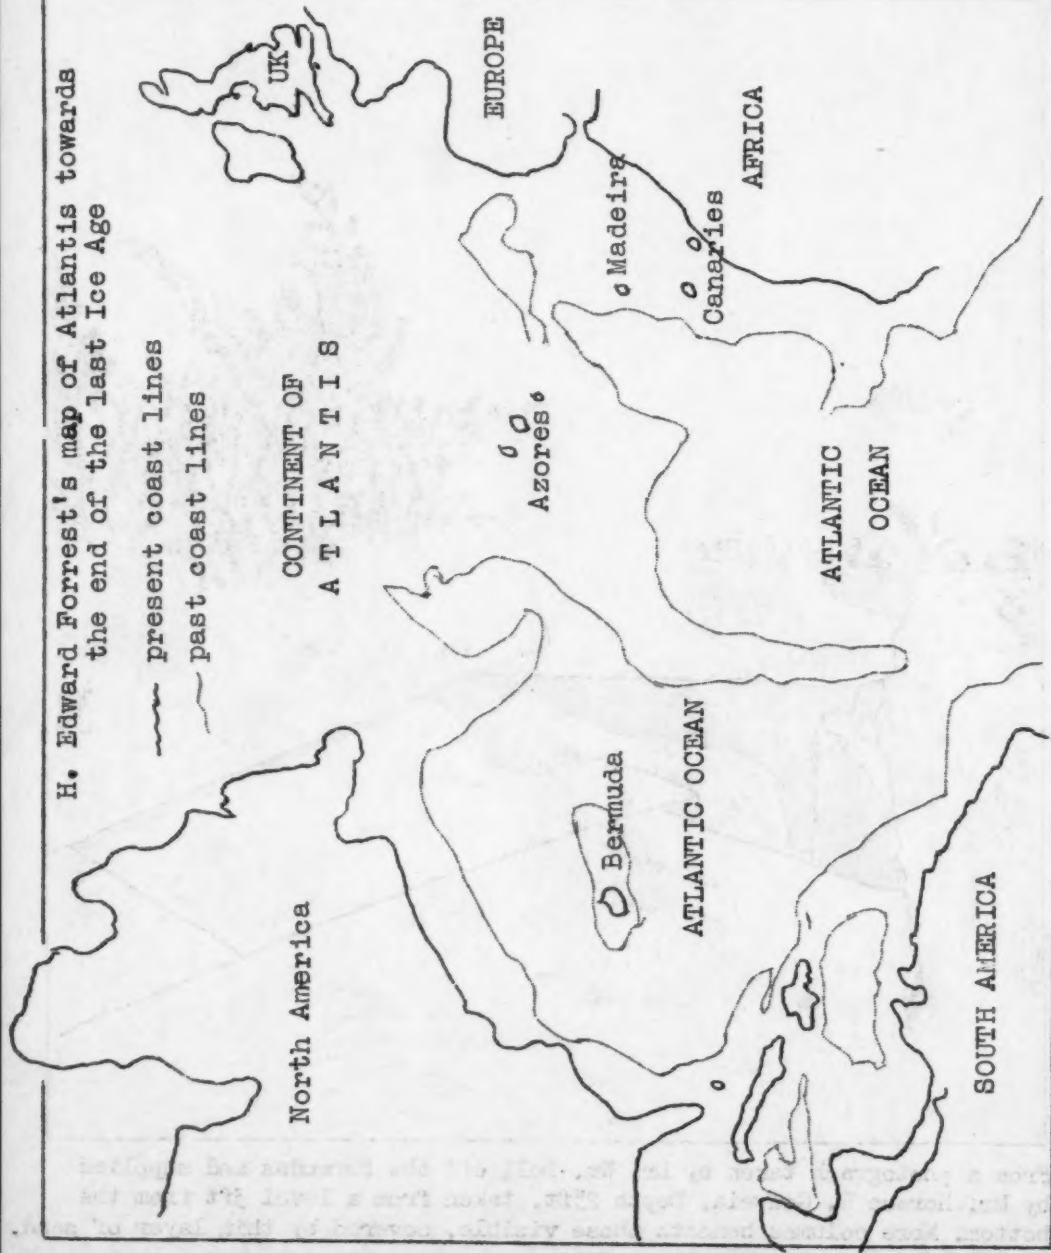 H. Edward Forrest's map of Atlantis towards
the end of the last Ice Age
present coast lines
past coast lines
CONTINENT OF
A T L A N T I S
UK
EUROPE
North America
Azores
Madeira
Canaries
AFRICA
Bermuda
ATLANTIC OCEAN
ATLANTIC
OCEAN
SOUTH AMERICA